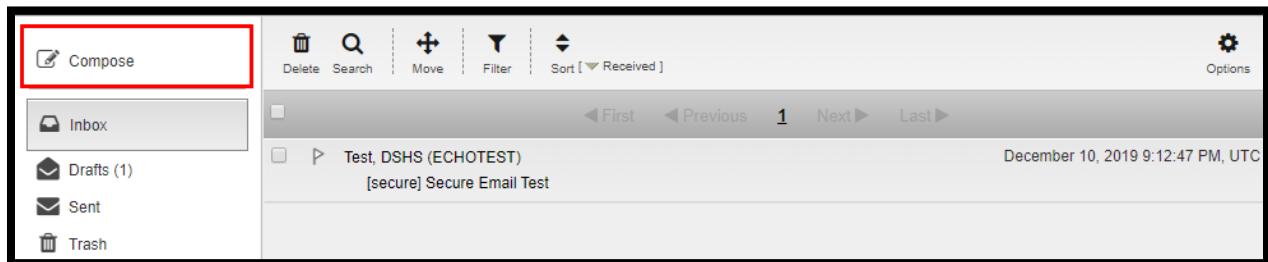 Compose
Inbox
Drafts (1)
Sent
Trash
Delete Search Move Filter Sort [ Received ]
Options
First Previous 1 Next Last
Test, DSHS (ECHOTEST) December 10, 2019 9:12:47 PM, UTC
[secure] Secure Email Test